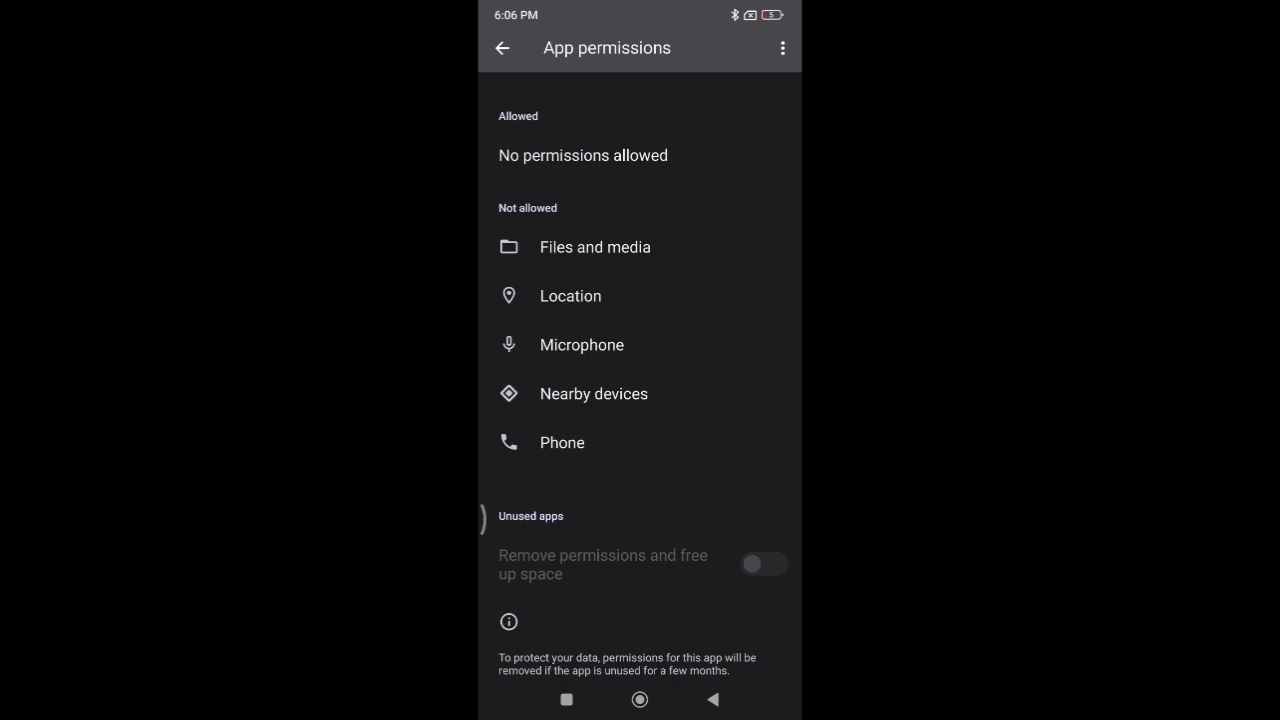 6:06 PM
5
App permissions
Allowed
No permissions allowed
Not allowed
Files and media
Location
Microphone
Nearby devices
Phone
Unused apps
Remove permissions and free
up space
To protect your data, permissions for this app will be
removed if the app is unused for a few months.